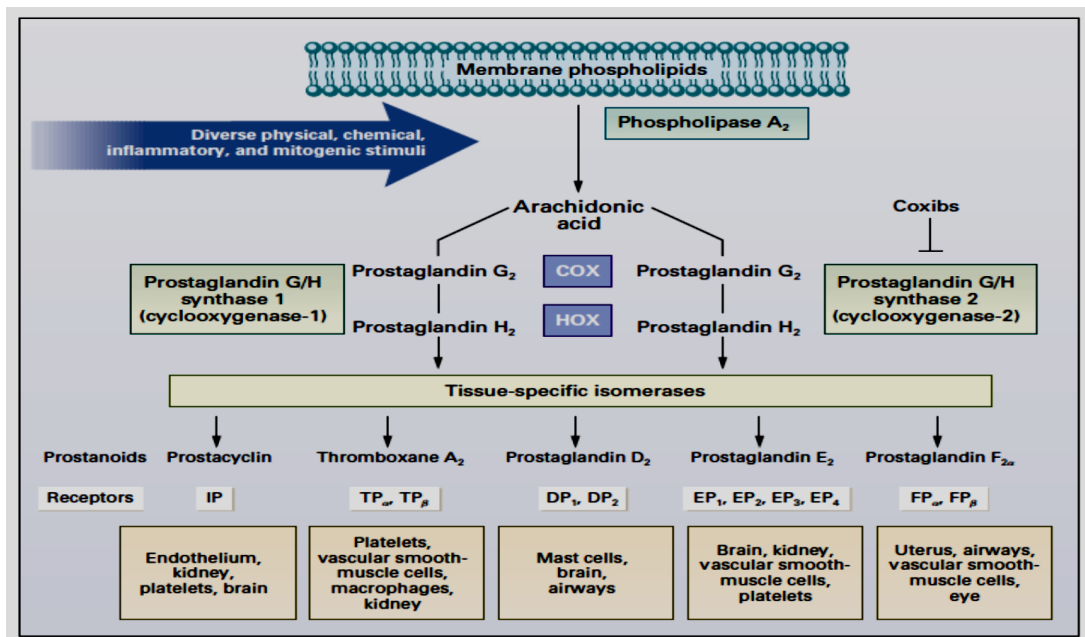 Membrane phospholipids
Phospholipase A₂
Diverse physical, chemical,
inflammatory, and mitogenic stimuli
Arachidonic
acid
Coxibs
Prostaglandin G/H
synthase 1
(cyclooxygenase-1)
Prostaglandin G₂
COX
Prostaglandin G₂
Prostaglandin G/H
synthase 2
(cyclooxygenase-2)
Prostaglandin H₂
HOX
Prostaglandin H₂
Tissue-specific isomerases
Prostanoids
Prostacyclin
Thromboxane A₂
Prostaglandin D₂
Prostaglandin E₂
Prostaglandin F₂α
Receptors
IP
TPα, TPβ
DP₁, DP₂
EP₁, EP₂, EP₃, EP₄
FPα, FPβ
Endothelium,
kidney,
platelets, brain
Platelets,
vascular smooth-
muscle cells,
macrophages,
kidney
Mast cells,
brain,
airways
Brain, kidney,
vascular smooth-
muscle cells,
platelets
Uterus, airways,
vascular smooth-
muscle cells,
eye